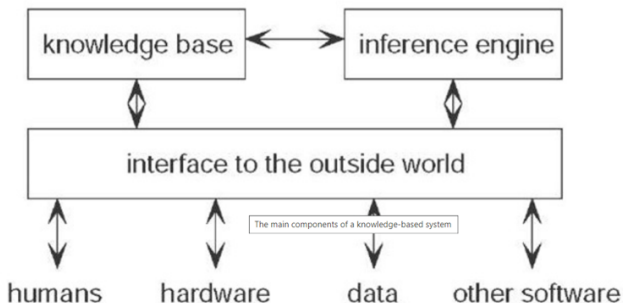 knowledge base
inference engine
interface to the outside world
The main components of a knowledge-based system
humans
hardware
data
other software